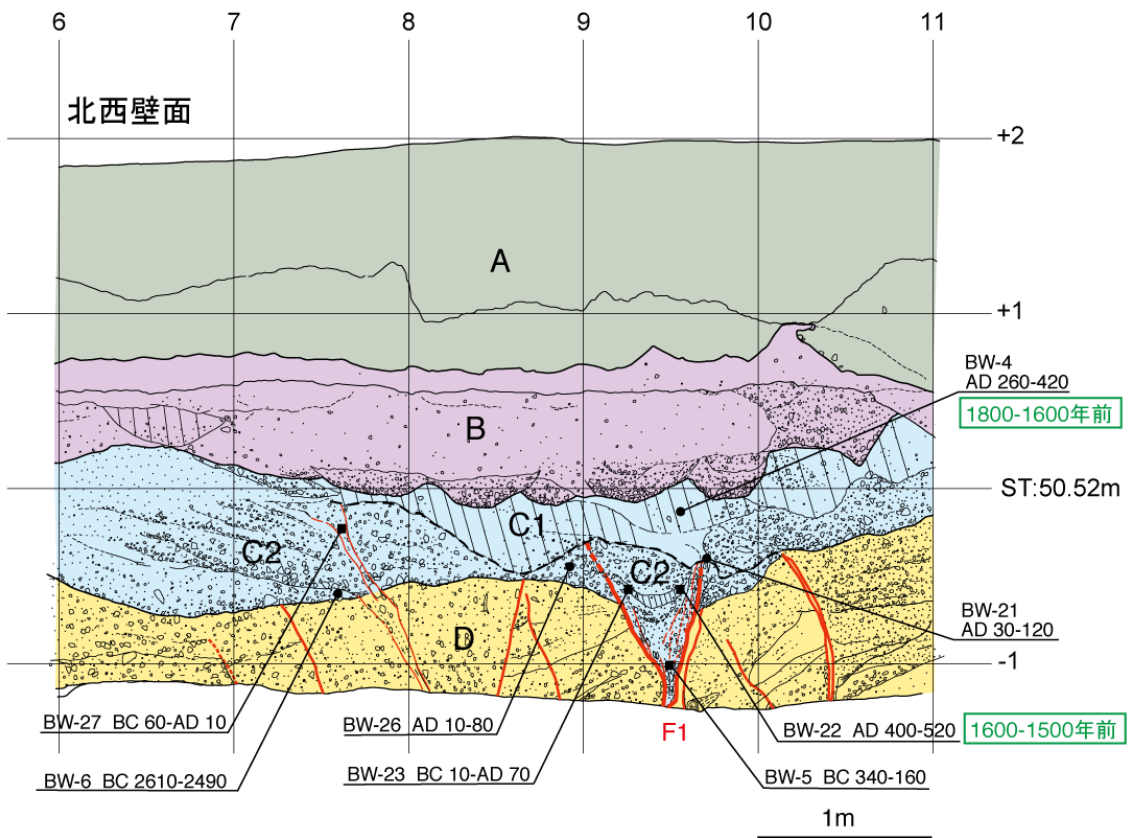 6 7 8 9 10 11
北西壁面
+2
A
+1
BW-4
AD 260-420
1800-1600年前
B
ST:50.52m
C1
C2
C2
D
BW-21
AD 30-120
-1
BW-27 BC 60-AD 10
BW-26 AD 10-80
F1
BW-22 AD 400-520
1600-1500年前
BW-6 BC 2610-2490
BW-23 BC 10-AD 70
BW-5 BC 340-160
1m